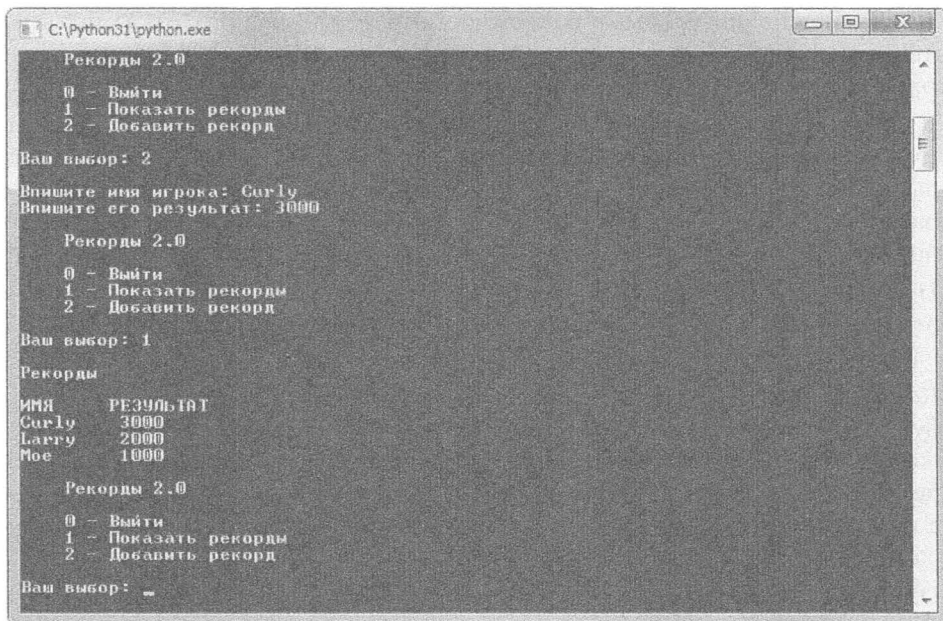 C:\Python31\python.exe
Рекорды 2.0
0 - Выйти
1 - Показать рекорды
2 - Добавить рекорд
Ваш выбор: 2
Впишите имя игрока: Curly
Впишите его результат: 3000
Рекорды 2.0
0 - Выйти
1 - Показать рекорды
2 - Добавить рекорд
Ваш выбор: 1
Рекорды
ИМЯ РЕЗУЛЬТАТ
Curly 3000
Larry 2000
Moe 1000
Рекорды 2.0
0 - Выйти
1 - Показать рекорды
2 - Добавить рекорд
Ваш выбор: _